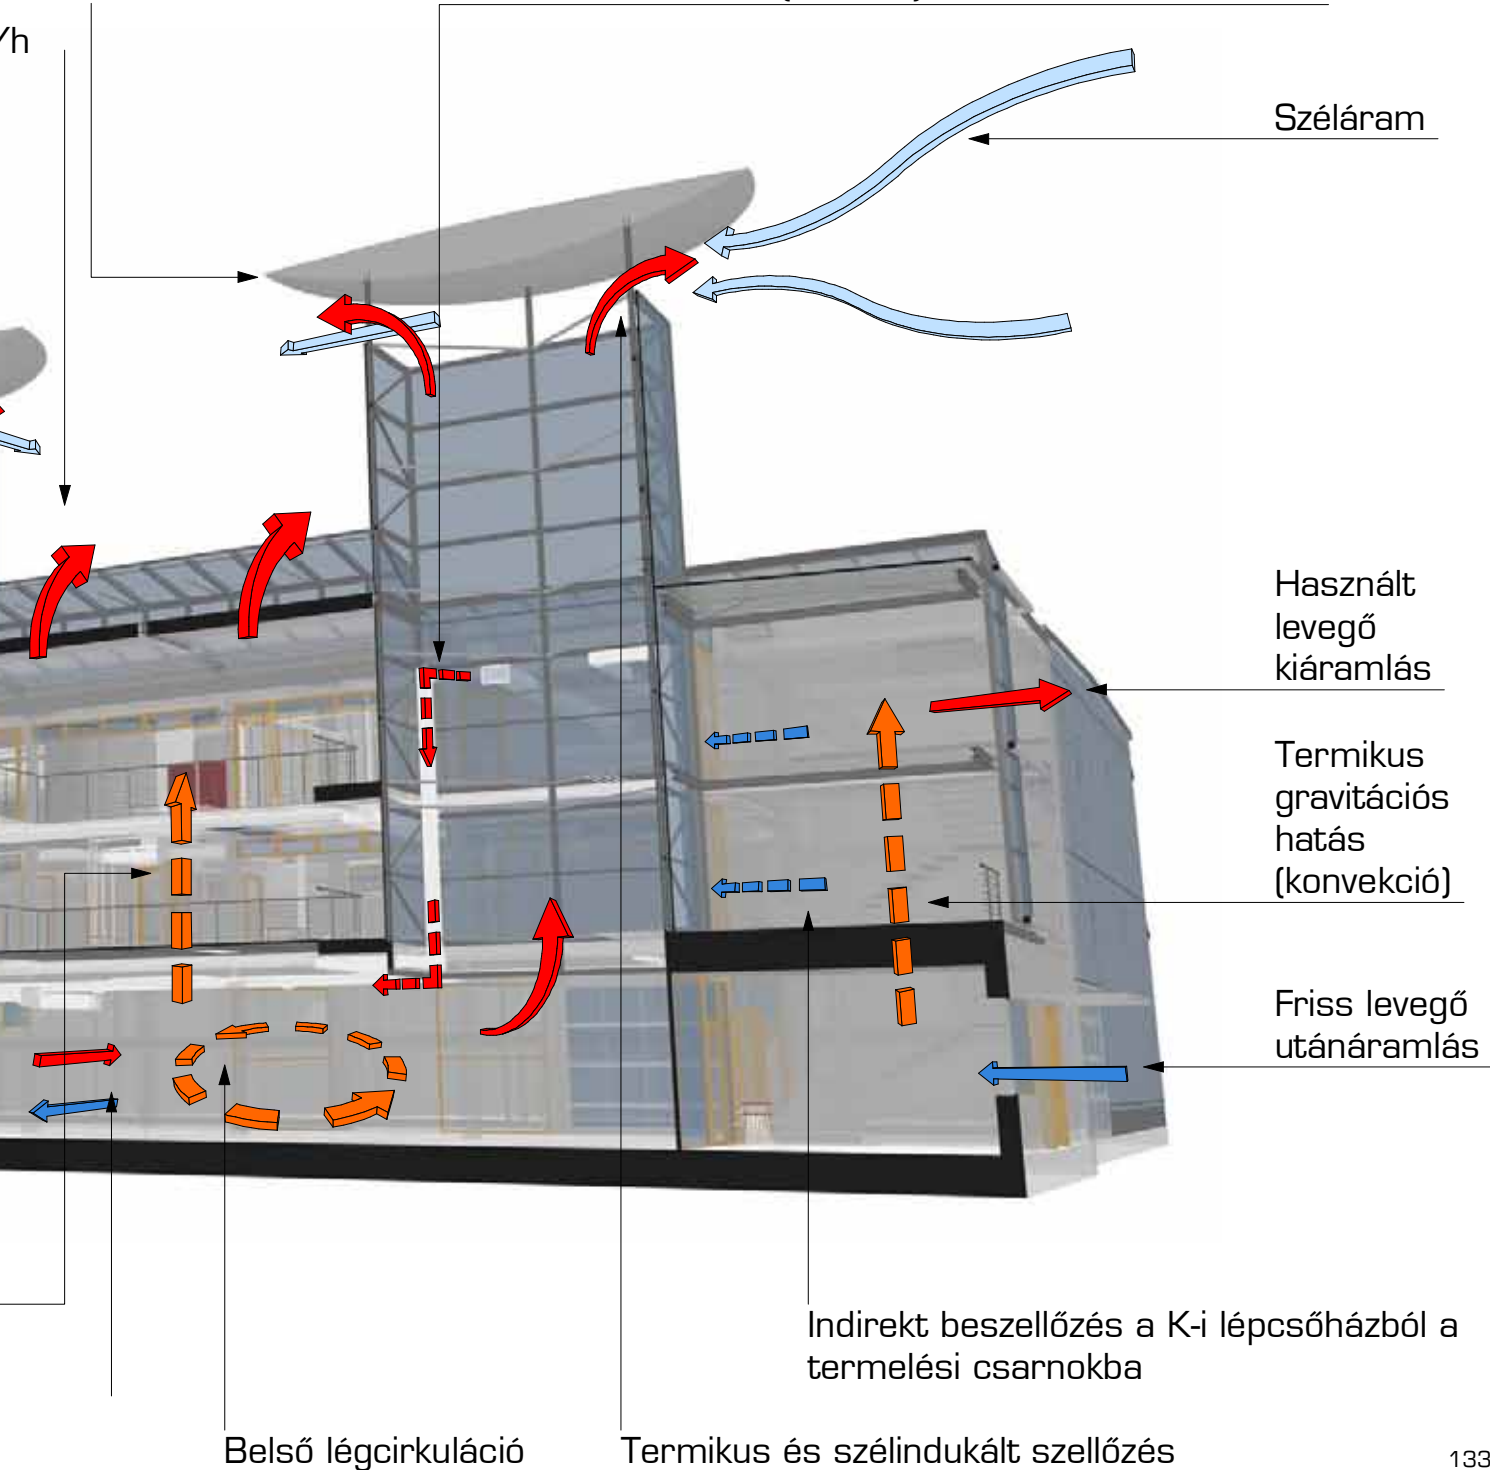 /h
Széláram
Használt
levegő
kiáramlás
Termikus
gravitációs
hatás
(konvekció)
Friss levegő
utánáramlás
Indirekt beszellőzés a K-i lépcsőházból a
termelési csarnokba
Belső légcirkuláció
Termikus és szélindukált szellőzés
133